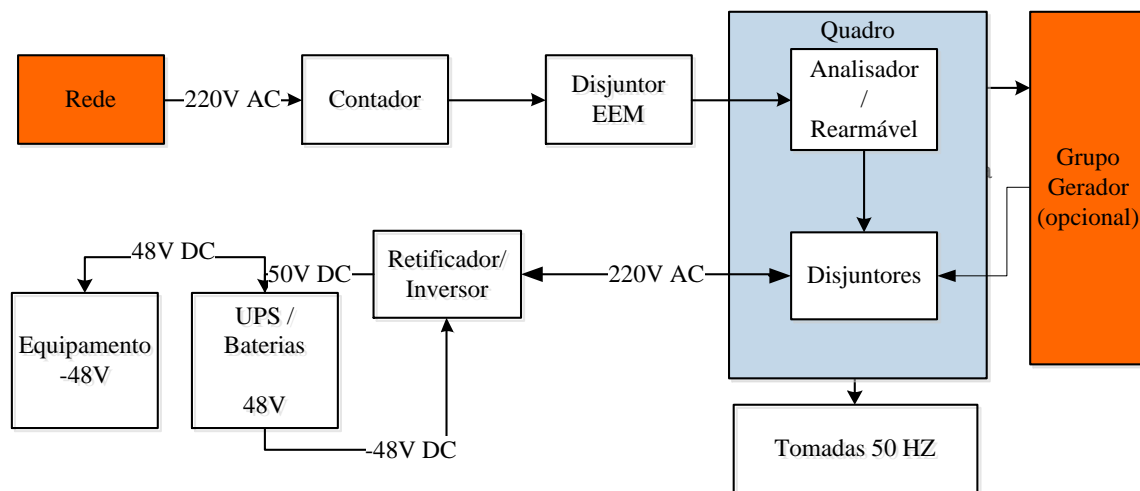 Quadro
Rede
220V AC
Contador
Disjuntor
EEM
Analisador
/
Rearmável
Grupo
Gerador
(opcional)
48V DC
50V DC
Retificador/
Inversor
220V AC
Disjuntores
Equipamento
-48V
UPS /
Baterias
48V
-48V DC
Tomadas 50 HZ